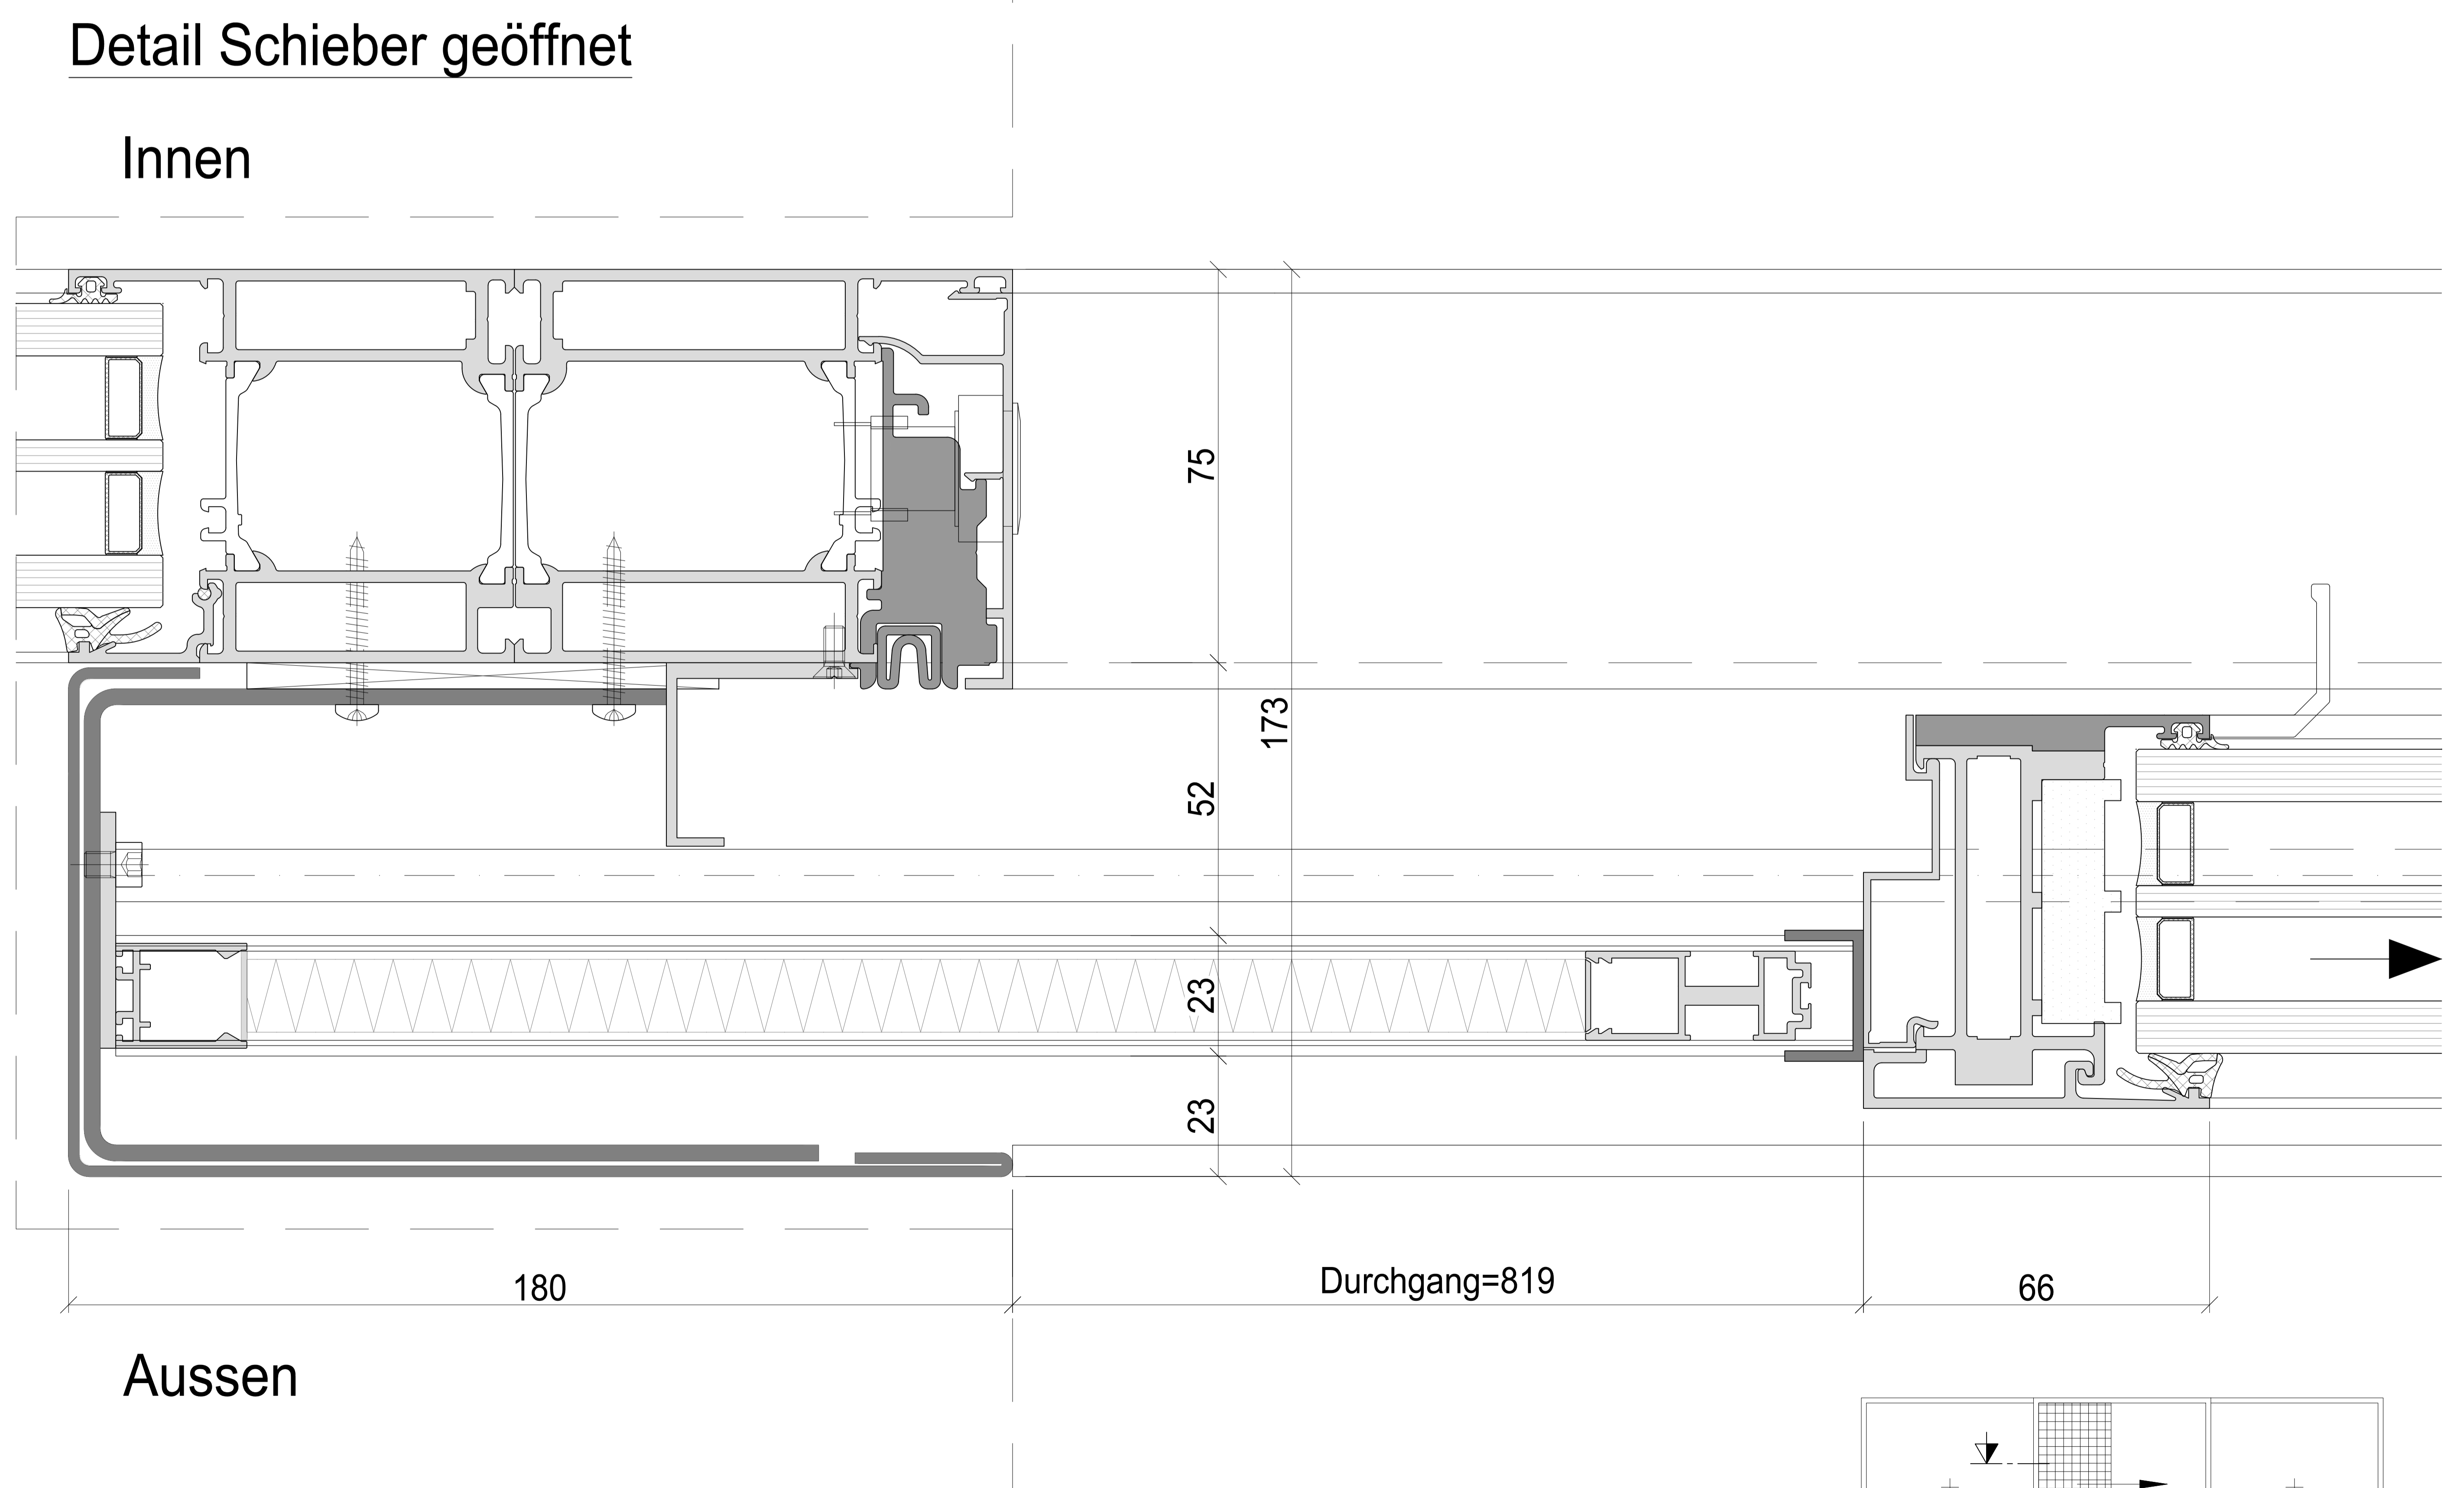 Detail Schieber geöffnet
Innen
75
173
52
23
23
180
Durchgang=819
66
Aussen